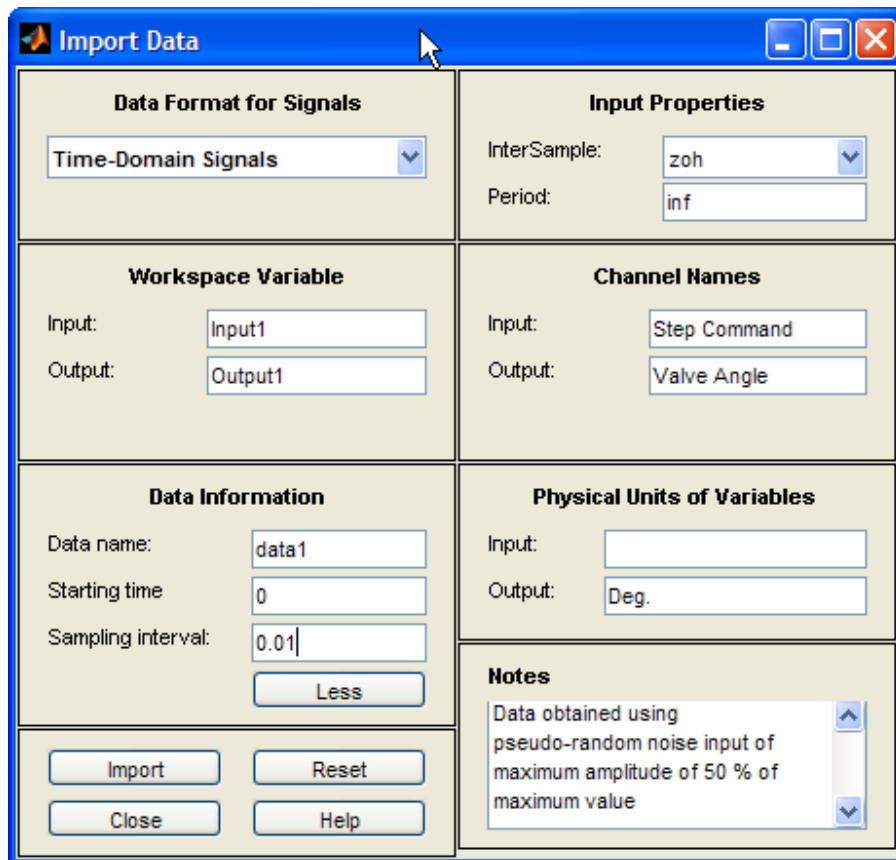 Import Data
Data Format for Signals
Time-Domain Signals
Input Properties
InterSample: zoh
Period: inf
Workspace Variable
Input: Input1
Output: Output1
Channel Names
Input: Step Command
Output: Valve Angle
Data Information
Data name: data1
Starting time 0
Sampling interval: 0.01
Less
Physical Units of Variables
Input:
Output: Deg.
Notes
Data obtained using
pseudo-random noise input of
maximum amplitude of 50 % of
maximum value
Import Reset
Close Help